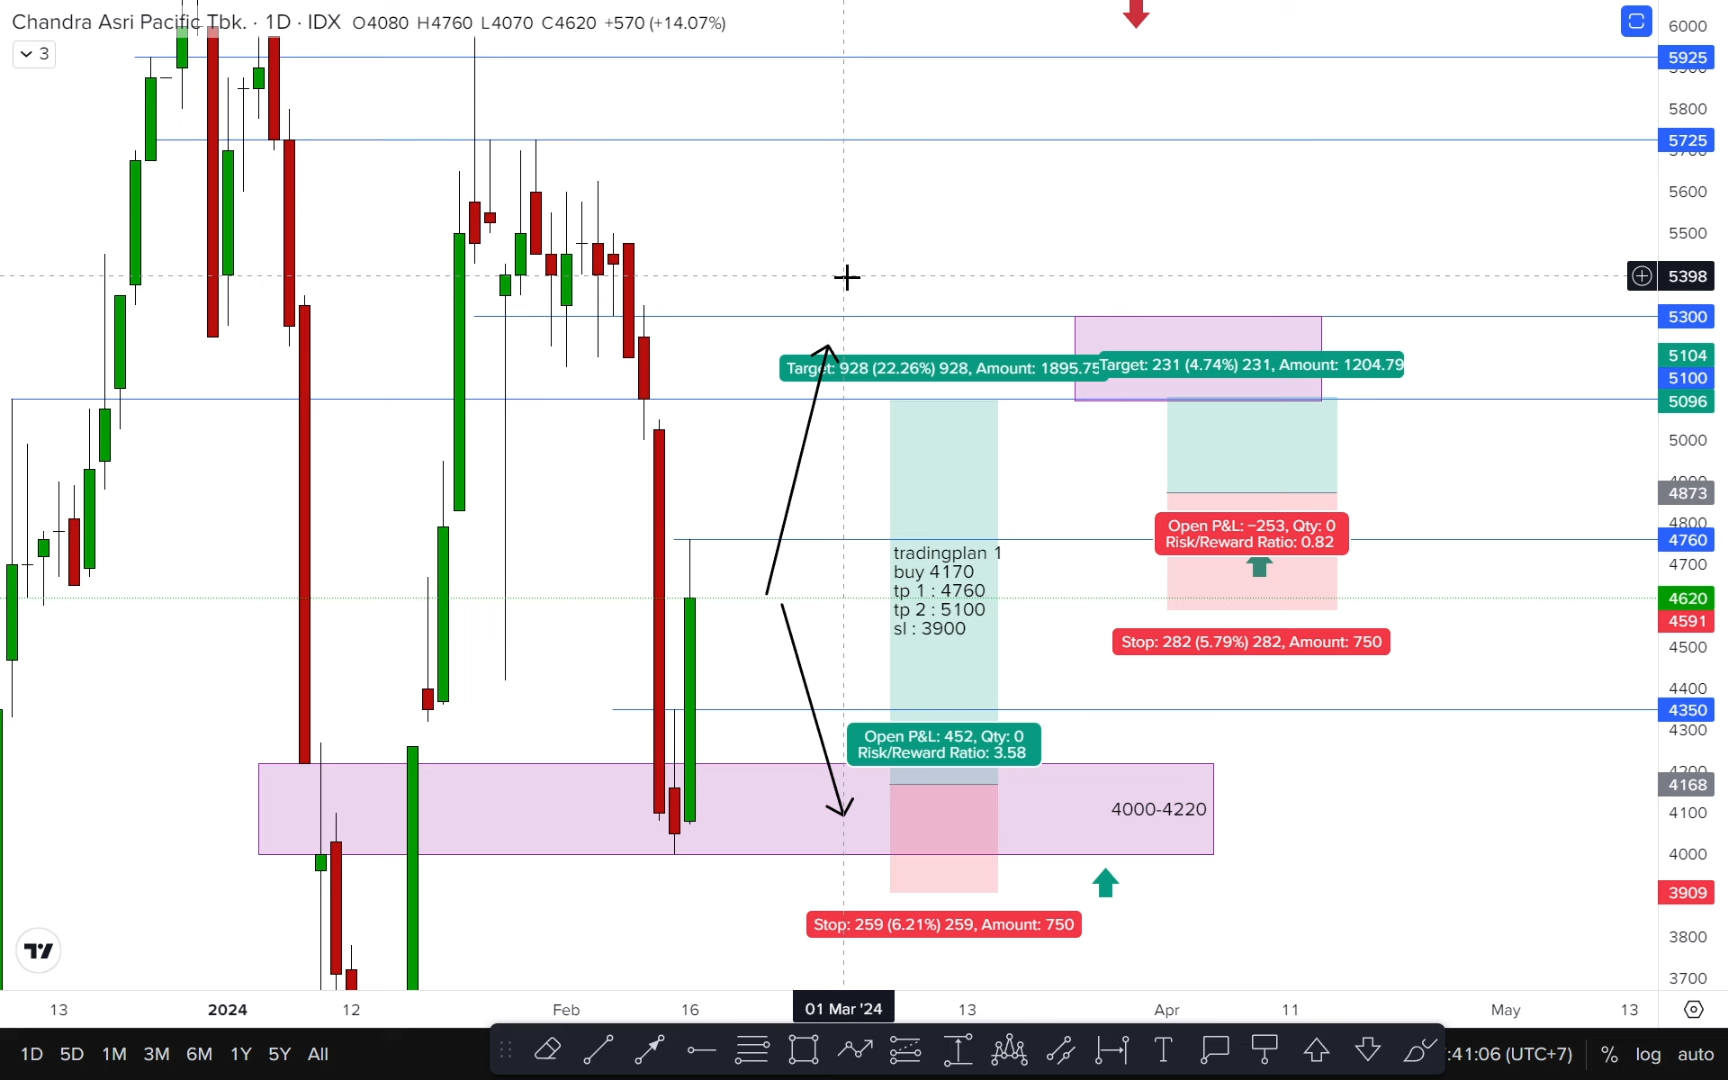 Chandra Asri Pacific Tbk. · 1D · IDX O4080 H4760 L4070 C4620 +570 (+14.07%)
3
6000
5925
5800
5725
5600
5500
5398
5300
5104
5100
5096
5000
4873
4800
4760
4700
4620
4591
4500
4400
4350
4300
4168
4100
4000
3909
3800
3700
Target: 928 (22.26%) 928, Amount: 1895.75
Target: 231 (4.74%) 231, Amount: 1204.79
Open P&L: −253, Qty: 0
Risk/Reward Ratio: 0.82
tradingplan 1
buy 4170
tp 1 : 4760
tp 2 : 5100
sl : 3900
Stop: 282 (5.79%) 282, Amount: 750
Open P&L: 452, Qty: 0
Risk/Reward Ratio: 3.58
4000-4220
Stop: 259 (6.21%) 259, Amount: 750
13 2024 12 Feb 16 01 Mar '24 13 Apr 11 May 13
1D 5D 1M 3M 6M 1Y 5Y All :41:06 (UTC+7) % log auto